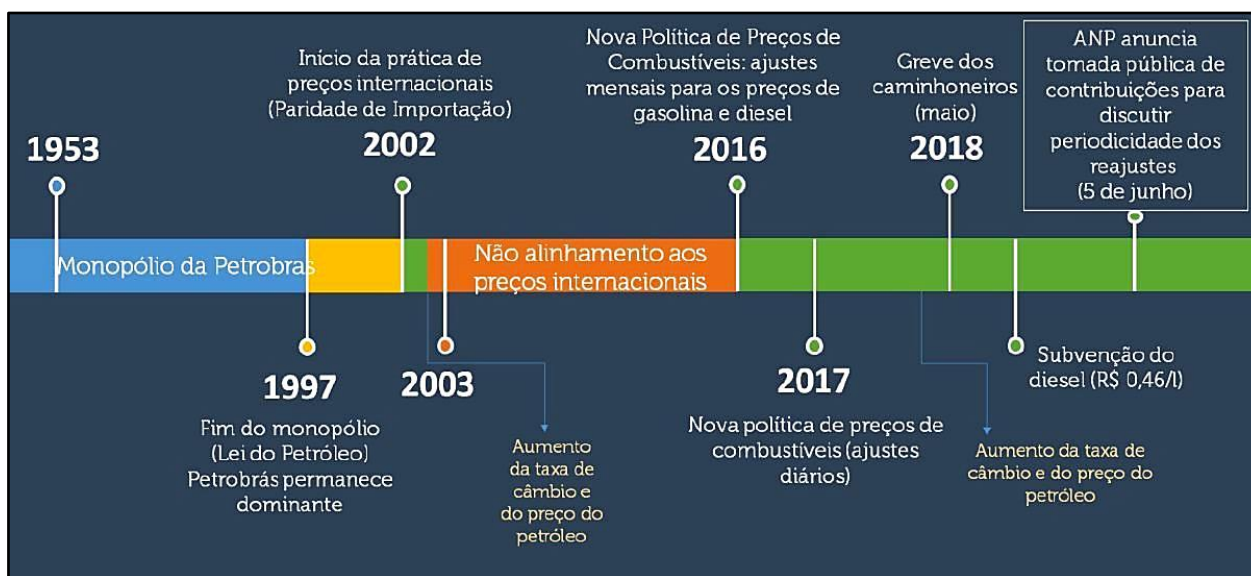 1953
Início da prática de
preços internacionais
(Paridade de Importação)
2002
Nova Política de Preços de
Combustíveis: ajustes
mensais para os preços de
gasolina e diesel
2016
Greve dos
caminhoneiros
(maio)
2018
ANP anuncia
tomada pública de
contribuições para
discutir
periodicidade dos
reajustes
(5 de junho)
Monopólio da Petrobras
Não alinhamento aos
preços internacionais
1997
Fim do monopólio
(Lei do Petróleo)
Petrobrás permanece
dominante
2003
Aumento
da taxa de
câmbio e
do preço do
petróleo
2017
Nova política de preços de
combustíveis (ajustes
diários)
Subvenção do
diesel (R$ 0,46/l)
Aumento da taxa de
câmbio e do preço do
petróleo